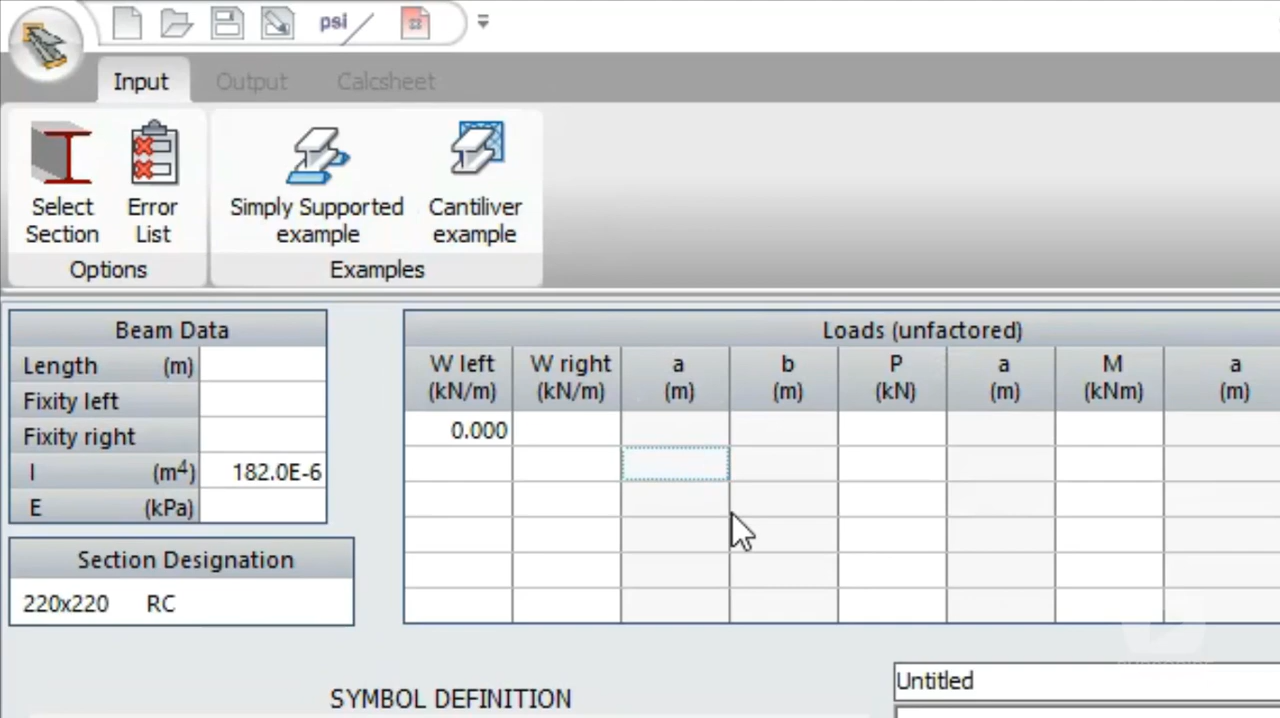 psi
Input Output Calcsheet
Select Section
Error List
Simply Supported example
Cantiliver example
Options
Examples
Beam Data
Length (m)
Fixity left
Fixity right
I (m⁴) 182.0E-6
E (kPa)
Section Designation
220x220 RC
Loads (unfactored)
W left (kN/m)
W right (kN/m)
a (m)
b (m)
P (kN)
a (m)
M (kNm)
a (m)
0.000
SYMBOL DEFINITION
Untitled